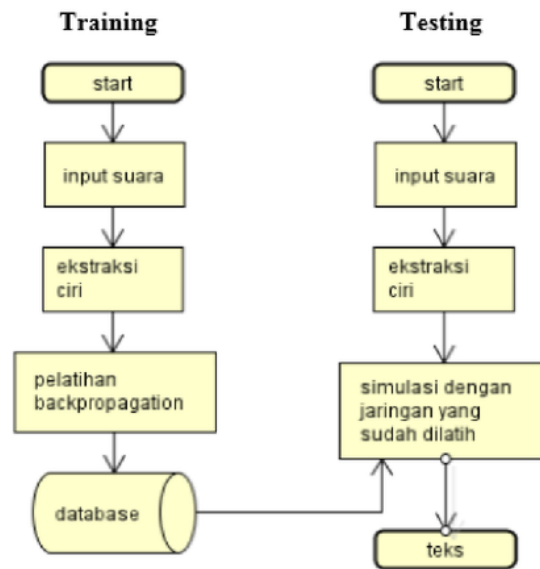 Training
start
input suara
ekstraksi
ciri
pelatihan
backpropagation
database
Testing
start
input suara
ekstraksi
ciri
simulasi dengan
jaringan yang
sudah dilatih
teks